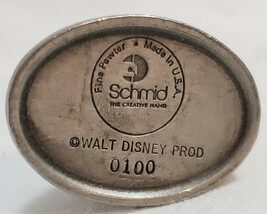 Fine Pewter • Made In U.S.A.
Schmid
THE CREATIVE HAND
©WALT DISNEY PROD
0100